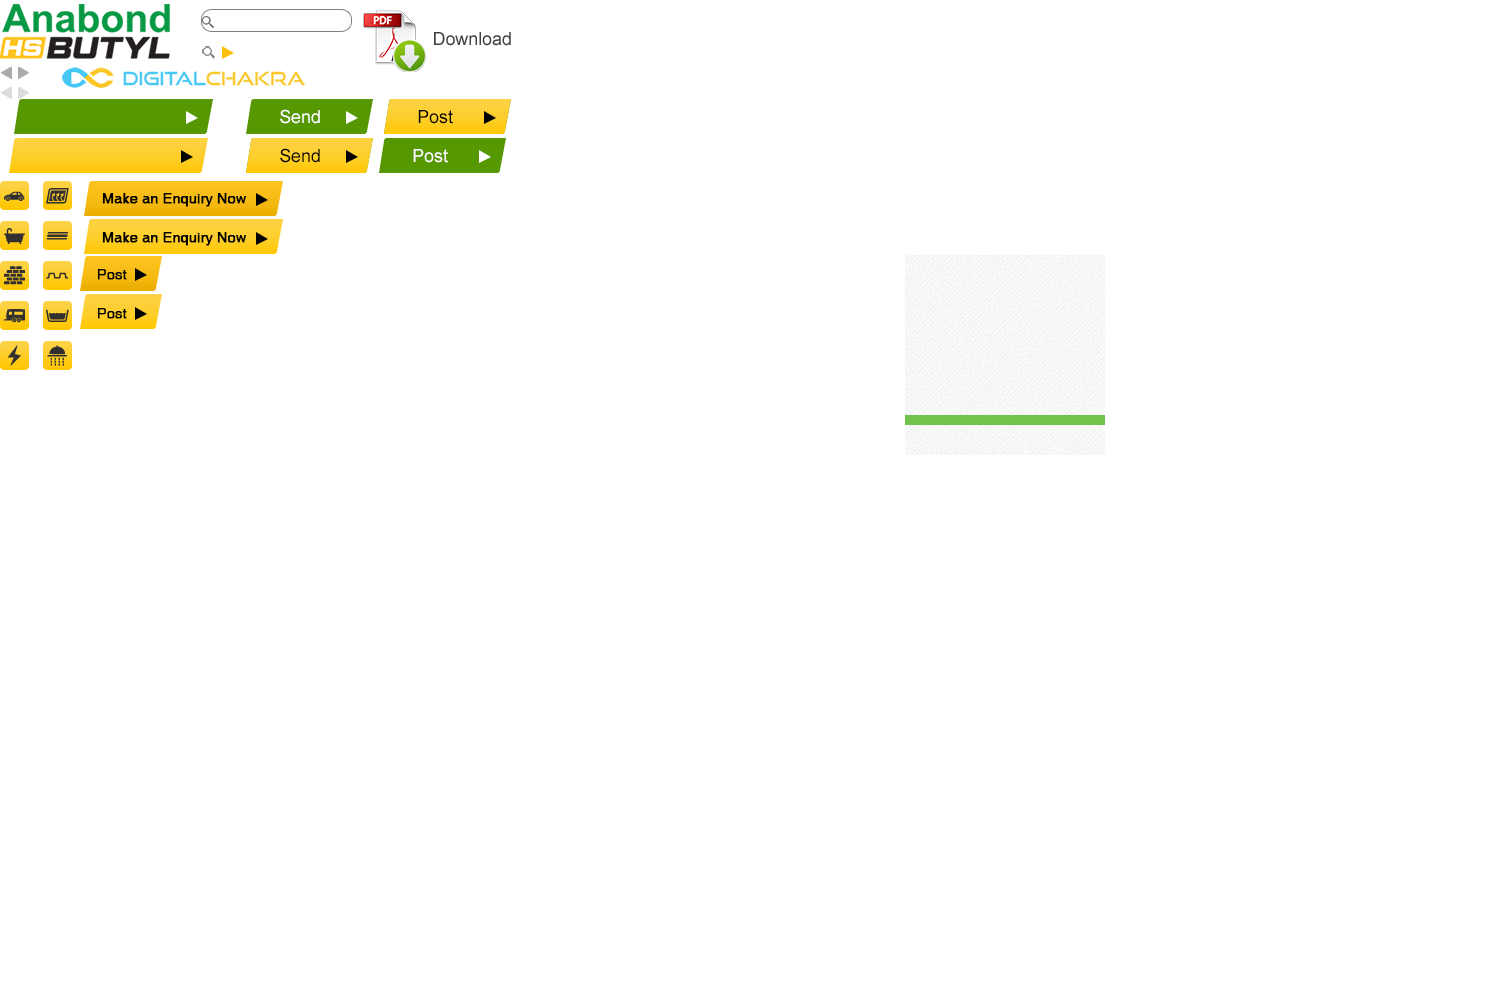 Anabond
HS BUTYL
PDF
Download
DIGITALCHAKRA
Send
Post
Send
Post
Make an Enquiry Now
Make an Enquiry Now
Post
Post